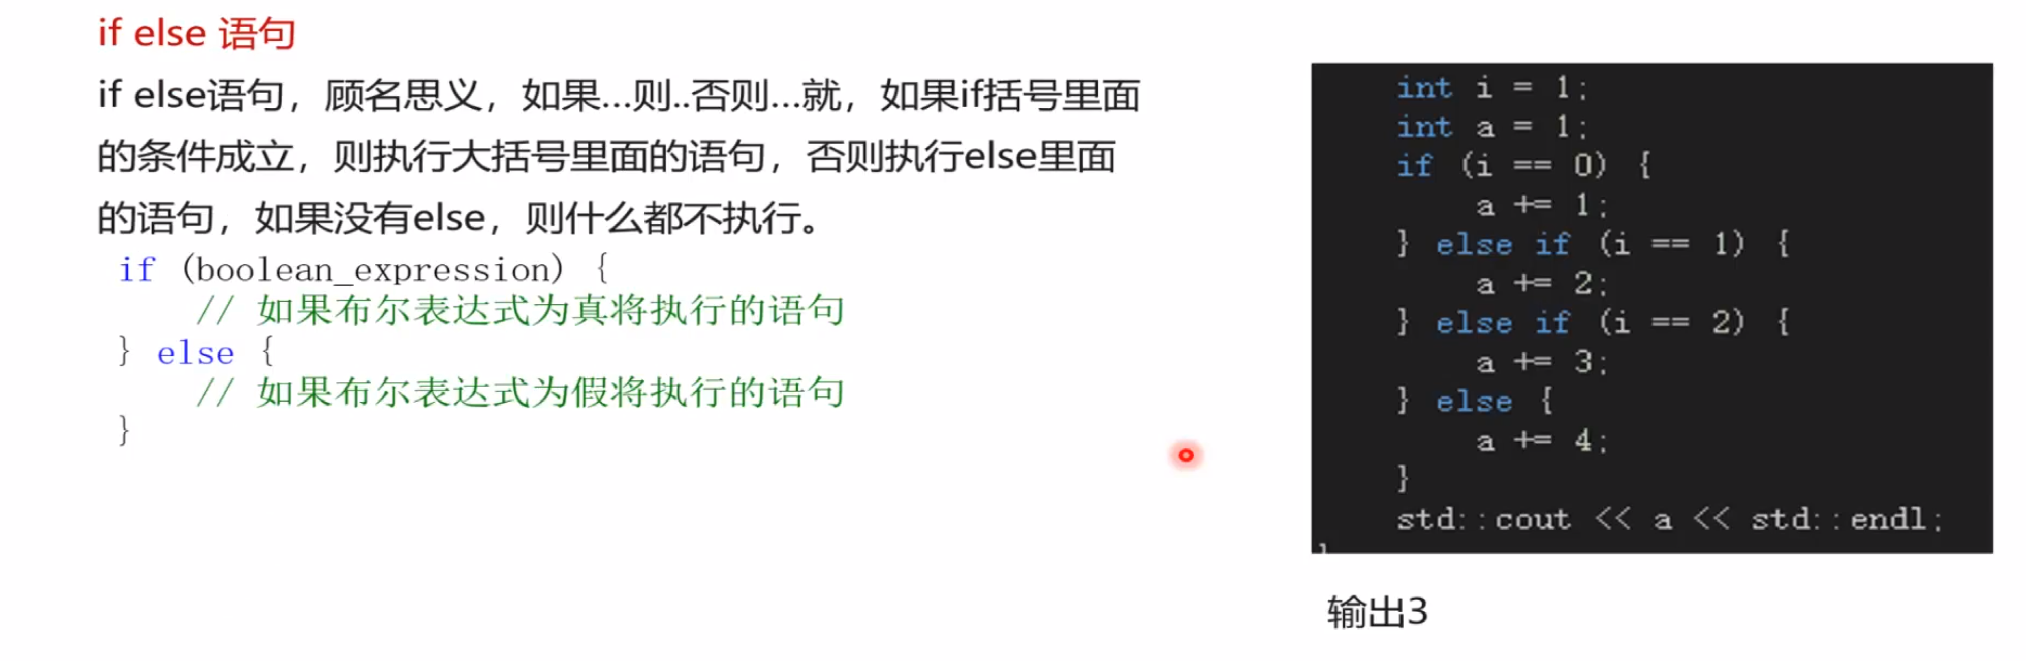 if else 语句
if else语句，顾名思义，如果...则..否则...就，如果if括号里面
的条件成立，则执行大括号里面的语句，否则执行else里面
的语句，如果没有else，则什么都不执行。
if (boolean_expression) {
// 如果布尔表达式为真将执行的语句
} else {
// 如果布尔表达式为假将执行的语句
}
int i = 1;
int a = 1;
if (i == 0) {
a += 1;
} else if (i == 1) {
a += 2;
} else if (i == 2) {
a += 3;
} else {
a += 4;
}
std::cout << a << std::endl;
输出3